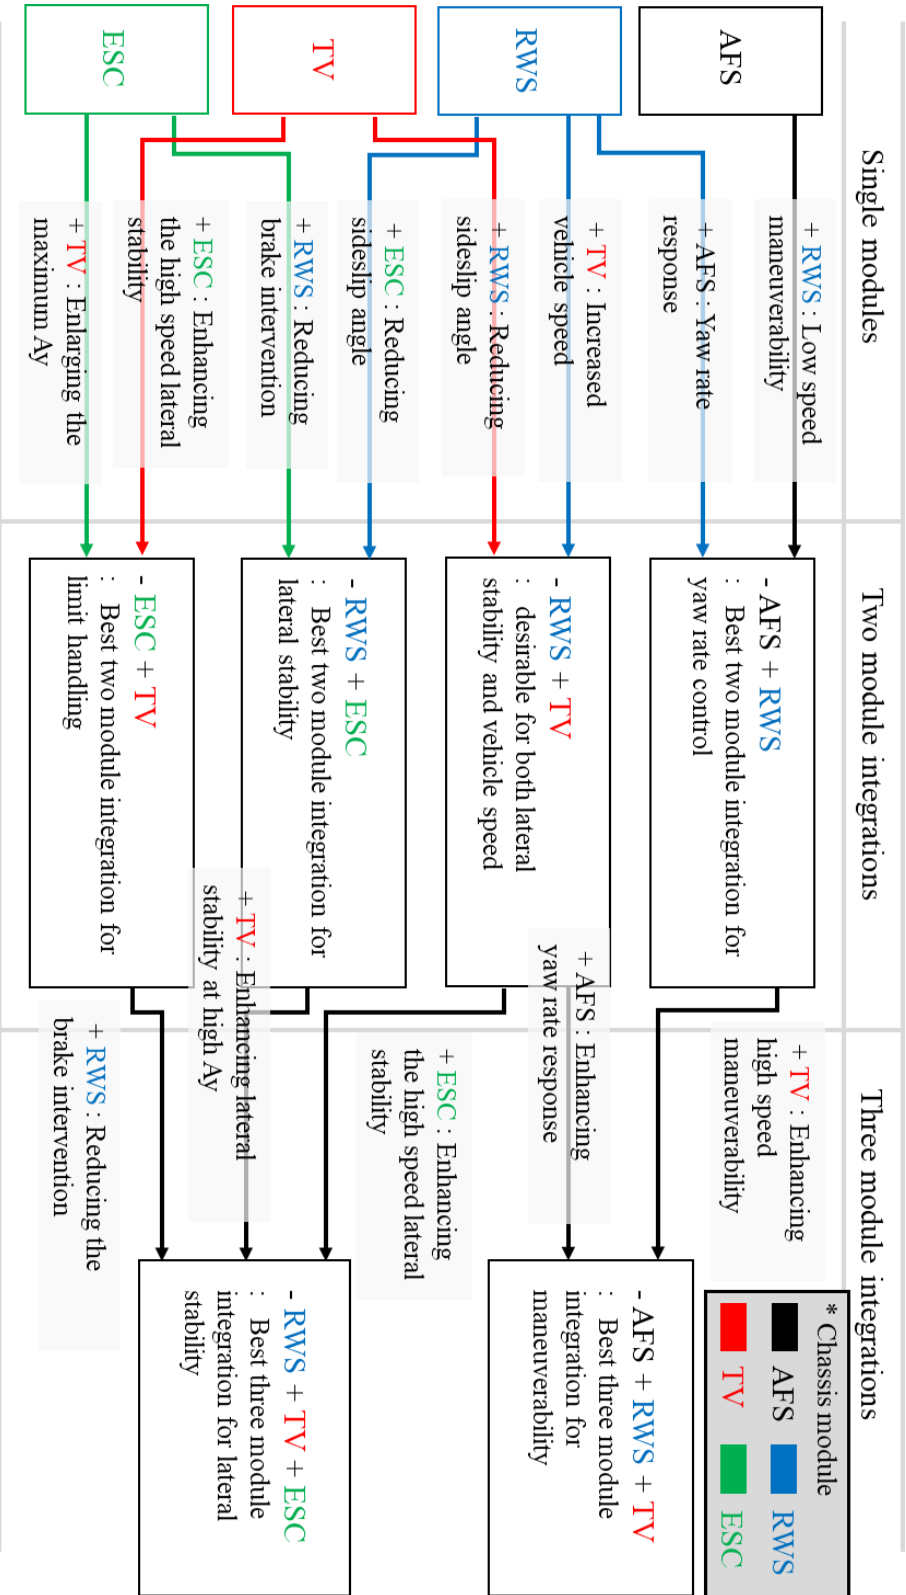 Single modules
Two module integrations
Three module integrations
AFS
RWS
TV
ESC
+ RWS : Low speed
maneuverability
+ AFS : Yaw rate
response
+ TV : Increased
vehicle speed
+ RWS : Reducing
sideslip angle
+ ESC : Reducing
sideslip angle
+ RWS : Reducing
brake intervention
+ ESC : Enhancing
the high speed lateral
stability
+ TV : Enlarging the
maximum Ay
- AFS + RWS
: Best two module integration for
yaw rate control
- RWS + TV
: desirable for both lateral
stability and vehicle speed
- RWS + ESC
: Best two module integration for
lateral stability
- ESC + TV
: Best two module integration for
limit handling
+ TV : Enhancing
high speed
maneuverability
+ AFS : Enhancing
yaw rate response
+ ESC : Enhancing
the high speed lateral
stability
+ TV : Enhancing lateral
stability at high Ay
+ RWS : Reducing the
brake intervention
* Chassis module
AFS RWS
TV ESC
- AFS + RWS + TV
: Best three module
integration for
maneuverability
- RWS + TV + ESC
: Best three module
integration for lateral
stability